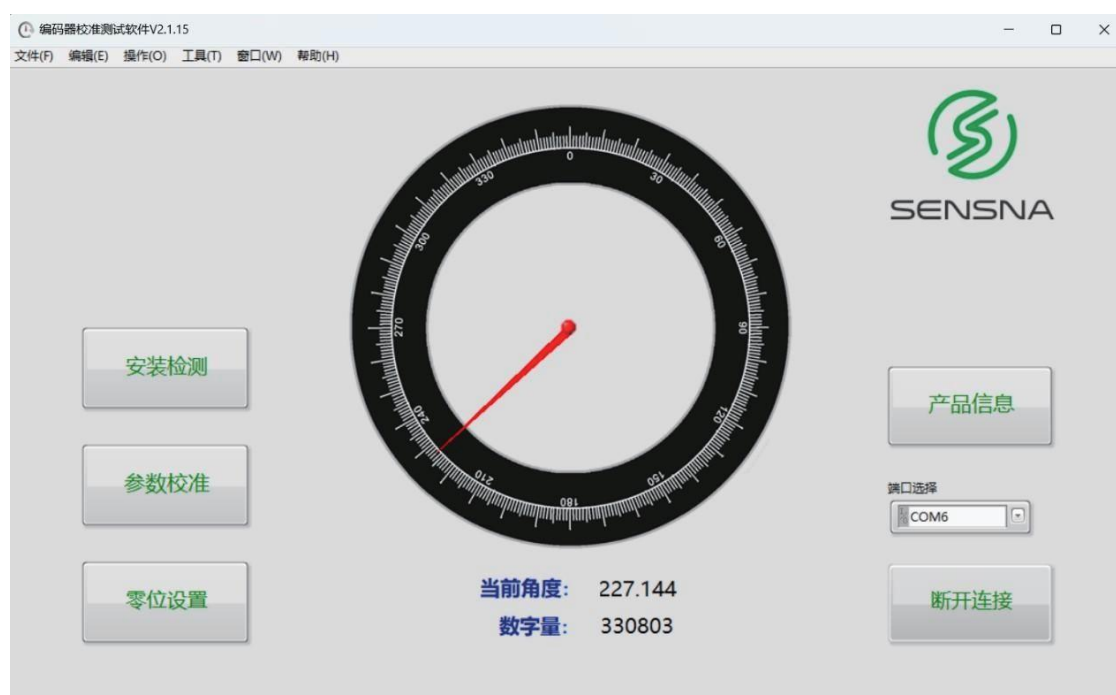 编码器校准测试软件V2.1.15
文件(F) 编辑(E) 操作(O) 工具(T) 窗口(W) 帮助(H)
SENSNA
0
30
60
90
120
150
180
210
240
270
300
330
安装检测
参数校准
零位设置
产品信息
端口选择
COM6
断开连接
当前角度: 227.144
数字量: 330803